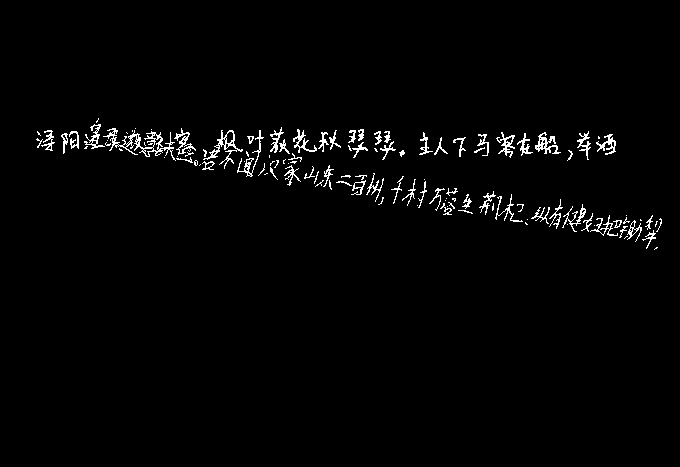 浔阳 ,枫叶荻花秋瑟瑟。主人下马客在船,举酒
。君不闻汉家山东二百州,千村万落生荆杞、纵有健妇把锄犁,